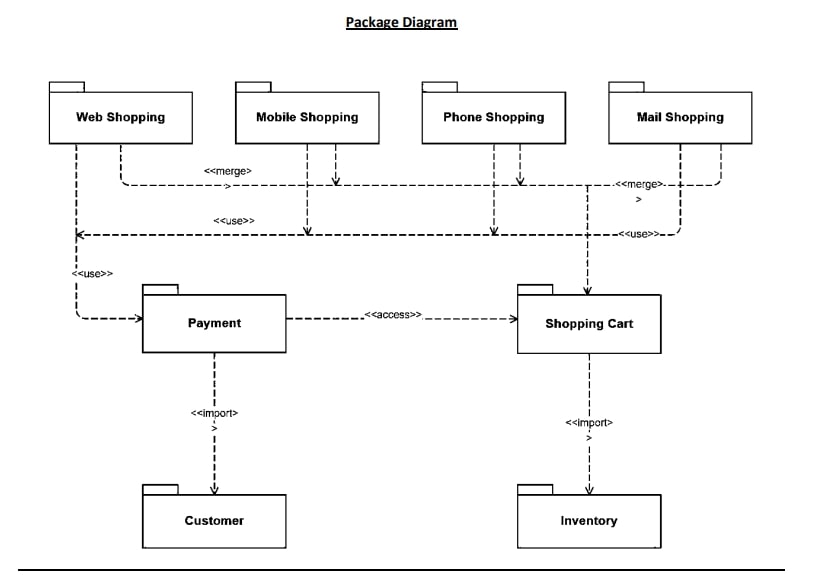 Package Diagram
Web Shopping
Mobile Shopping
Phone Shopping
Mail Shopping
<<merge>
>
<<merge>
>
<<use>>
<<use>>
<<use>>
Payment
<<access>>
Shopping Cart
<<import>
>
<<import>
>
Customer
Inventory